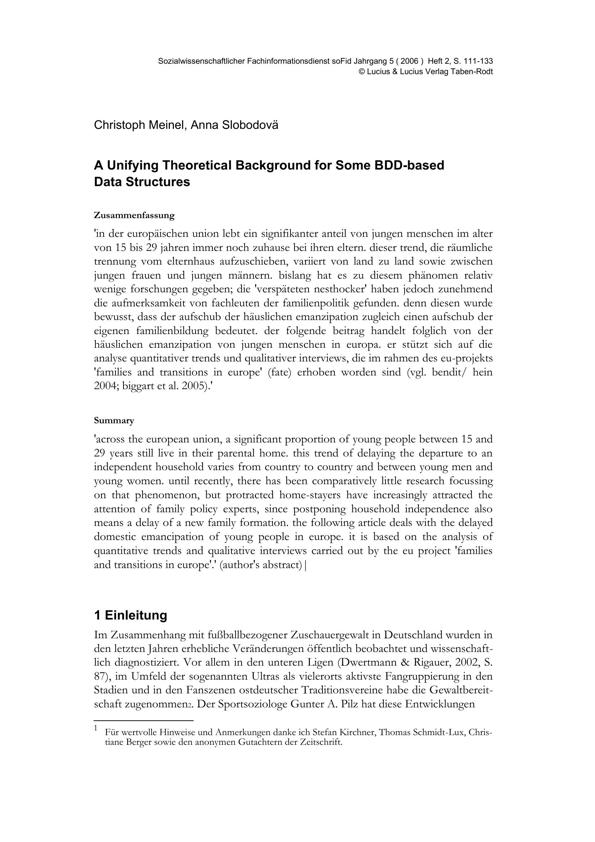 Sozialwissenschaftlicher Fachinformationsdienst soFid Jahrgang 5 ( 2006 ) Heft 2, S. 111-133
© Lucius & Lucius Verlag Taben-Rodt
Christoph Meinel, Anna Slobodovä
A Unifying Theoretical Background for Some BDD-based
Data Structures
Zusammenfassung
'in der europäischen union lebt ein signifikanter anteil von jungen menschen im alter
von 15 bis 29 jahren immer noch zuhause bei ihren eltern. dieser trend, die räumliche
trennung vom elternhaus aufzuschieben, variiert von land zu land sowie zwischen
jungen frauen und jungen männern. bislang hat es zu diesem phänomen relativ
wenige forschungen gegeben; die 'verspäteten nesthocker' haben jedoch zunehmend
die aufmerksamkeit von fachleuten der familienpolitik gefunden. denn diesen wurde
bewusst, dass der aufschub der häuslichen emanzipation zugleich einen aufschub der
eigenen familienbildung bedeutet. der folgende beitrag handelt folglich von der
häuslichen emanzipation von jungen menschen in europa. er stützt sich auf die
analyse quantitativer trends und qualitativer interviews, die im rahmen des eu-projekts
'families and transitions in europe' (fate) erhoben worden sind (vgl. bendit/ hein
2004; biggart et al. 2005).'
Summary
'across the european union, a significant proportion of young people between 15 and
29 years still live in their parental home. this trend of delaying the departure to an
independent household varies from country to country and between young men and
young women. until recently, there has been comparatively little research focussing
on that phenomenon, but protracted home-stayers have increasingly attracted the
attention of family policy experts, since postponing household independence also
means a delay of a new family formation. the following article deals with the delayed
domestic emancipation of young people in europe. it is based on the analysis of
quantitative trends and qualitative interviews carried out by the eu project 'families
and transitions in europe'.' (author's abstract)|
1 Einleitung
Im Zusammenhang mit fußballbezogener Zuschauergewalt in Deutschland wurden in
den letzten Jahren erhebliche Veränderungen öffentlich beobachtet und wissenschaft-
lich diagnostiziert. Vor allem in den unteren Ligen (Dwertmann & Rigauer, 2002, S.
87), im Umfeld der sogenannten Ultras als vielerorts aktivste Fangruppierung in den
Stadien und in den Fanszenen ostdeutscher Traditionsvereine habe die Gewaltbereit-
schaft zugenommen2. Der Sportsoziologe Gunter A. Pilz hat diese Entwicklungen
1 Für wertvolle Hinweise und Anmerkungen danke ich Stefan Kirchner, Thomas Schmidt-Lux, Chris-
tiane Berger sowie den anonymen Gutachtern der Zeitschrift.